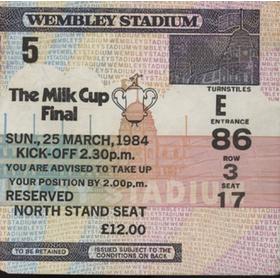 WEMBLEY STADIUM
5
The Milk Cup
Final
SUN., 25 MARCH, 1984
KICK-OFF 2.30p.m.
YOU ARE ADVISED TO TAKE UP
YOUR POSITION BY 2.00p.m.
RESERVED
NORTH STAND SEAT
£12.00
TURNSTILES
E
ENTRANCE
86
ROW
3
SEAT
17
STADIUM
TO BE RETAINED
ISSUED SUBJECT TO THE
CONDITIONS ON BACK